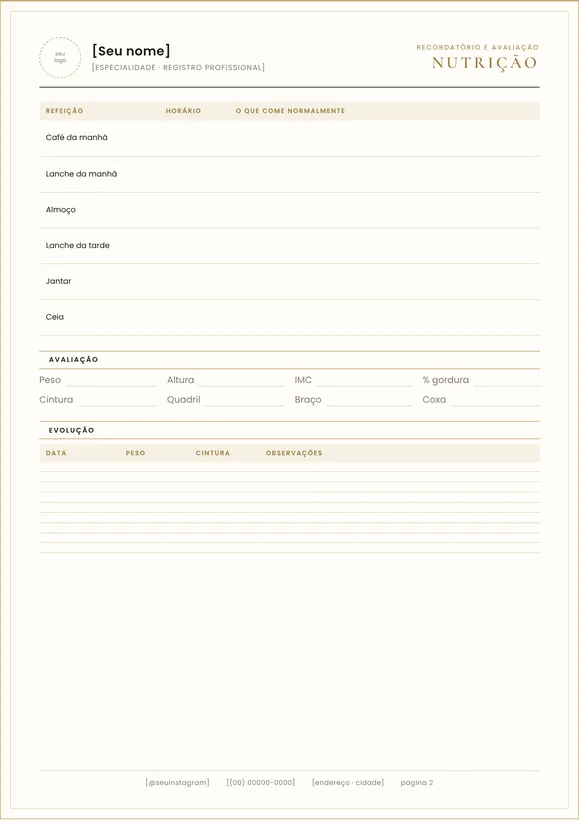 seu
logo
[Seu nome]
[ESPECIALIDADE · REGISTRO PROFISSIONAL]
RECORDATÓRIO E AVALIAÇÃO
NUTRIÇÃO
REFEIÇÃO HORÁRIO O QUE COME NORMALMENTE
Café da manhã
Lanche da manhã
Almoço
Lanche da tarde
Jantar
Ceia
AVALIAÇÃO
Peso Altura IMC % gordura
Cintura Quadril Braço Coxa
EVOLUÇÃO
DATA PESO CINTURA OBSERVAÇÕES
[@seuinstagram] [(00) 00000-0000] [endereço · cidade] página 2